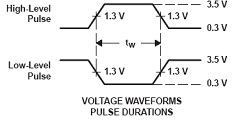 High-Level
Pulse
1.3 V
1.3 V
3.5 V
0.3 V
tw
Low-Level
Pulse
1.3 V
1.3 V
3.5 V
0.3 V
VOLTAGE WAVEFORMS
PULSE DURATIONS